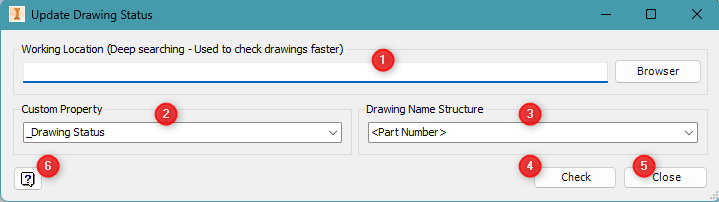 Update Drawing Status
Working Location (Deep searching - Used to check drawings faster)
1
Browser
Custom Property
2
Drawing Name Structure
3
_Drawing Status
<Part Number>
6
4
Check
5
Close
?